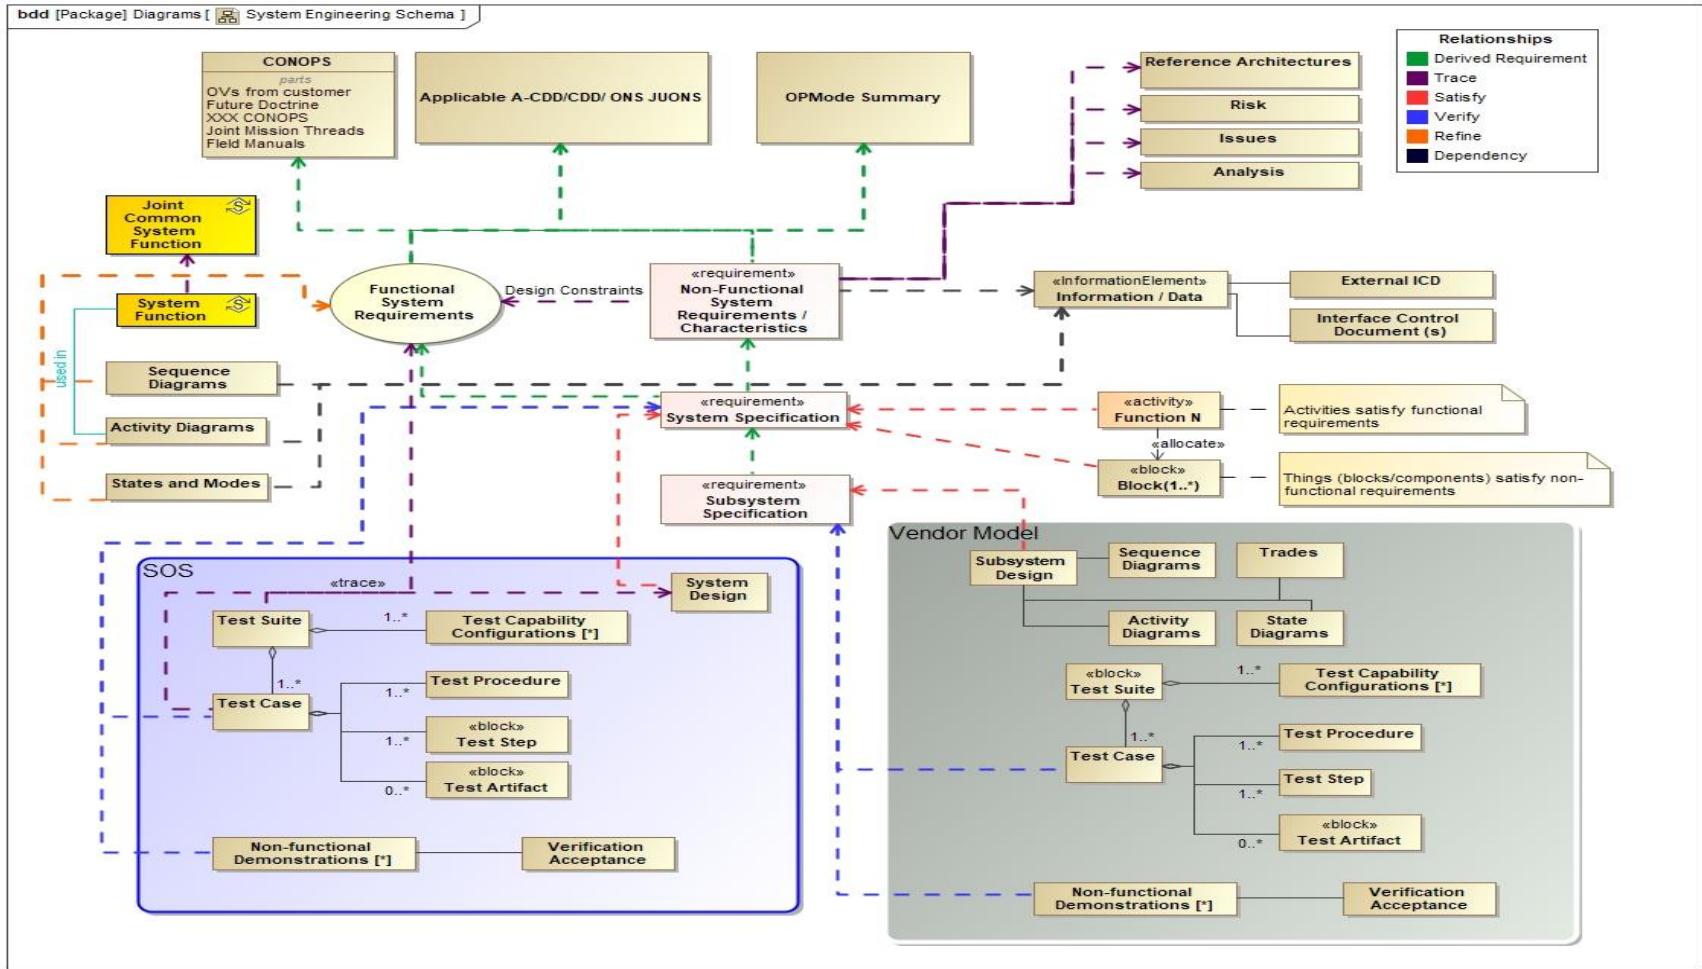 bdd [Package] Diagrams [ System Engineering Schema ]
CONOPS
parts
OVs from customer
Future Doctrine
XXX CONOPS
Joint Mission Threads
Field Manuals
Applicable A-CDD/CDD/ ONS JUONS
OPMode Summary
Reference Architectures
Risk
Issues
Analysis
Relationships
Derived Requirement
Trace
Satisfy
Verify
Refine
Dependency
Joint
Common
System
Function
System
Function
Functional
System
Requirements
Design Constraints
«requirement»
Non-Functional
System
Requirements /
Characteristics
«InformationElement»
Information / Data
External ICD
Interface Control
Document (s)
used in
Sequence
Diagrams
Activity Diagrams
States and Modes
«requirement»
System Specification
«requirement»
Subsystem
Specification
«activity»
Function N
«allocate»
«block»
Block(1..*)
Activities satisfy functional
requirements
Things (blocks/components) satisfy non-
functional requirements
SOS
«trace»
System
Design
Test Suite
1..*
Test Capability
Configurations [*]
1..*
Test Case
1..*
Test Procedure
1..*
«block»
Test Step
0..*
«block»
Test Artifact
Non-functional
Demonstrations [*]
Verification
Acceptance
Vendor Model
Subsystem
Design
Sequence
Diagrams
Trades
Activity
Diagrams
State
Diagrams
«block»
Test Suite
1..*
Test Capability
Configurations [*]
1..*
Test Case
1..*
Test Procedure
1..*
Test Step
0..*
«block»
Test Artifact
Non-functional
Demonstrations [*]
Verification
Acceptance